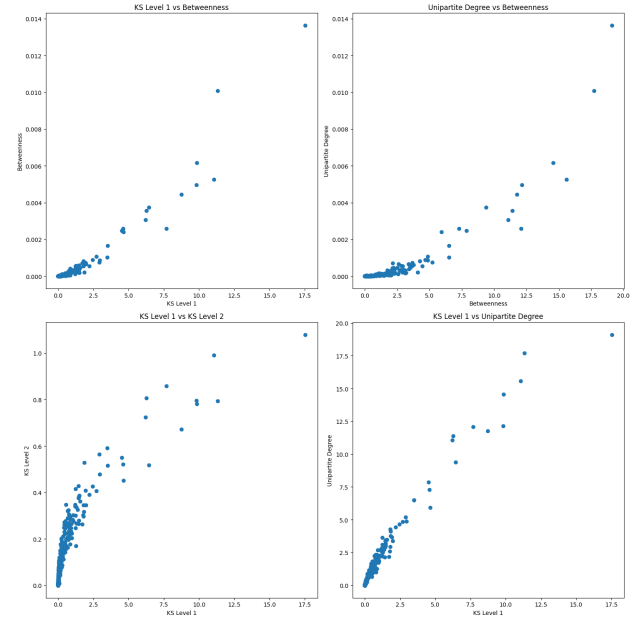 KS Level 1 vs Betweenness
Betweenness
0.014
0.012
0.010
0.008
0.006
0.004
0.002
0.000
0.0 2.5 5.0 7.5 10.0 12.5 15.0 17.5
KS Level 1
Unipartite Degree vs Betweenness
Unipartite Degree
0.014
0.012
0.010
0.008
0.006
0.004
0.002
0.000
0.0 2.5 5.0 7.5 10.0 12.5 15.0 17.5 20.0
Betweenness
KS Level 1 vs KS Level 2
KS Level 2
1.0
0.8
0.6
0.4
0.2
0.0
0.0 2.5 5.0 7.5 10.0 12.5 15.0 17.5
KS Level 1
KS Level 1 vs Unipartite Degree
Unipartite Degree
20.0
17.5
15.0
12.5
10.0
7.5
5.0
2.5
0.0
0.0 2.5 5.0 7.5 10.0 12.5 15.0 17.5
KS Level 1